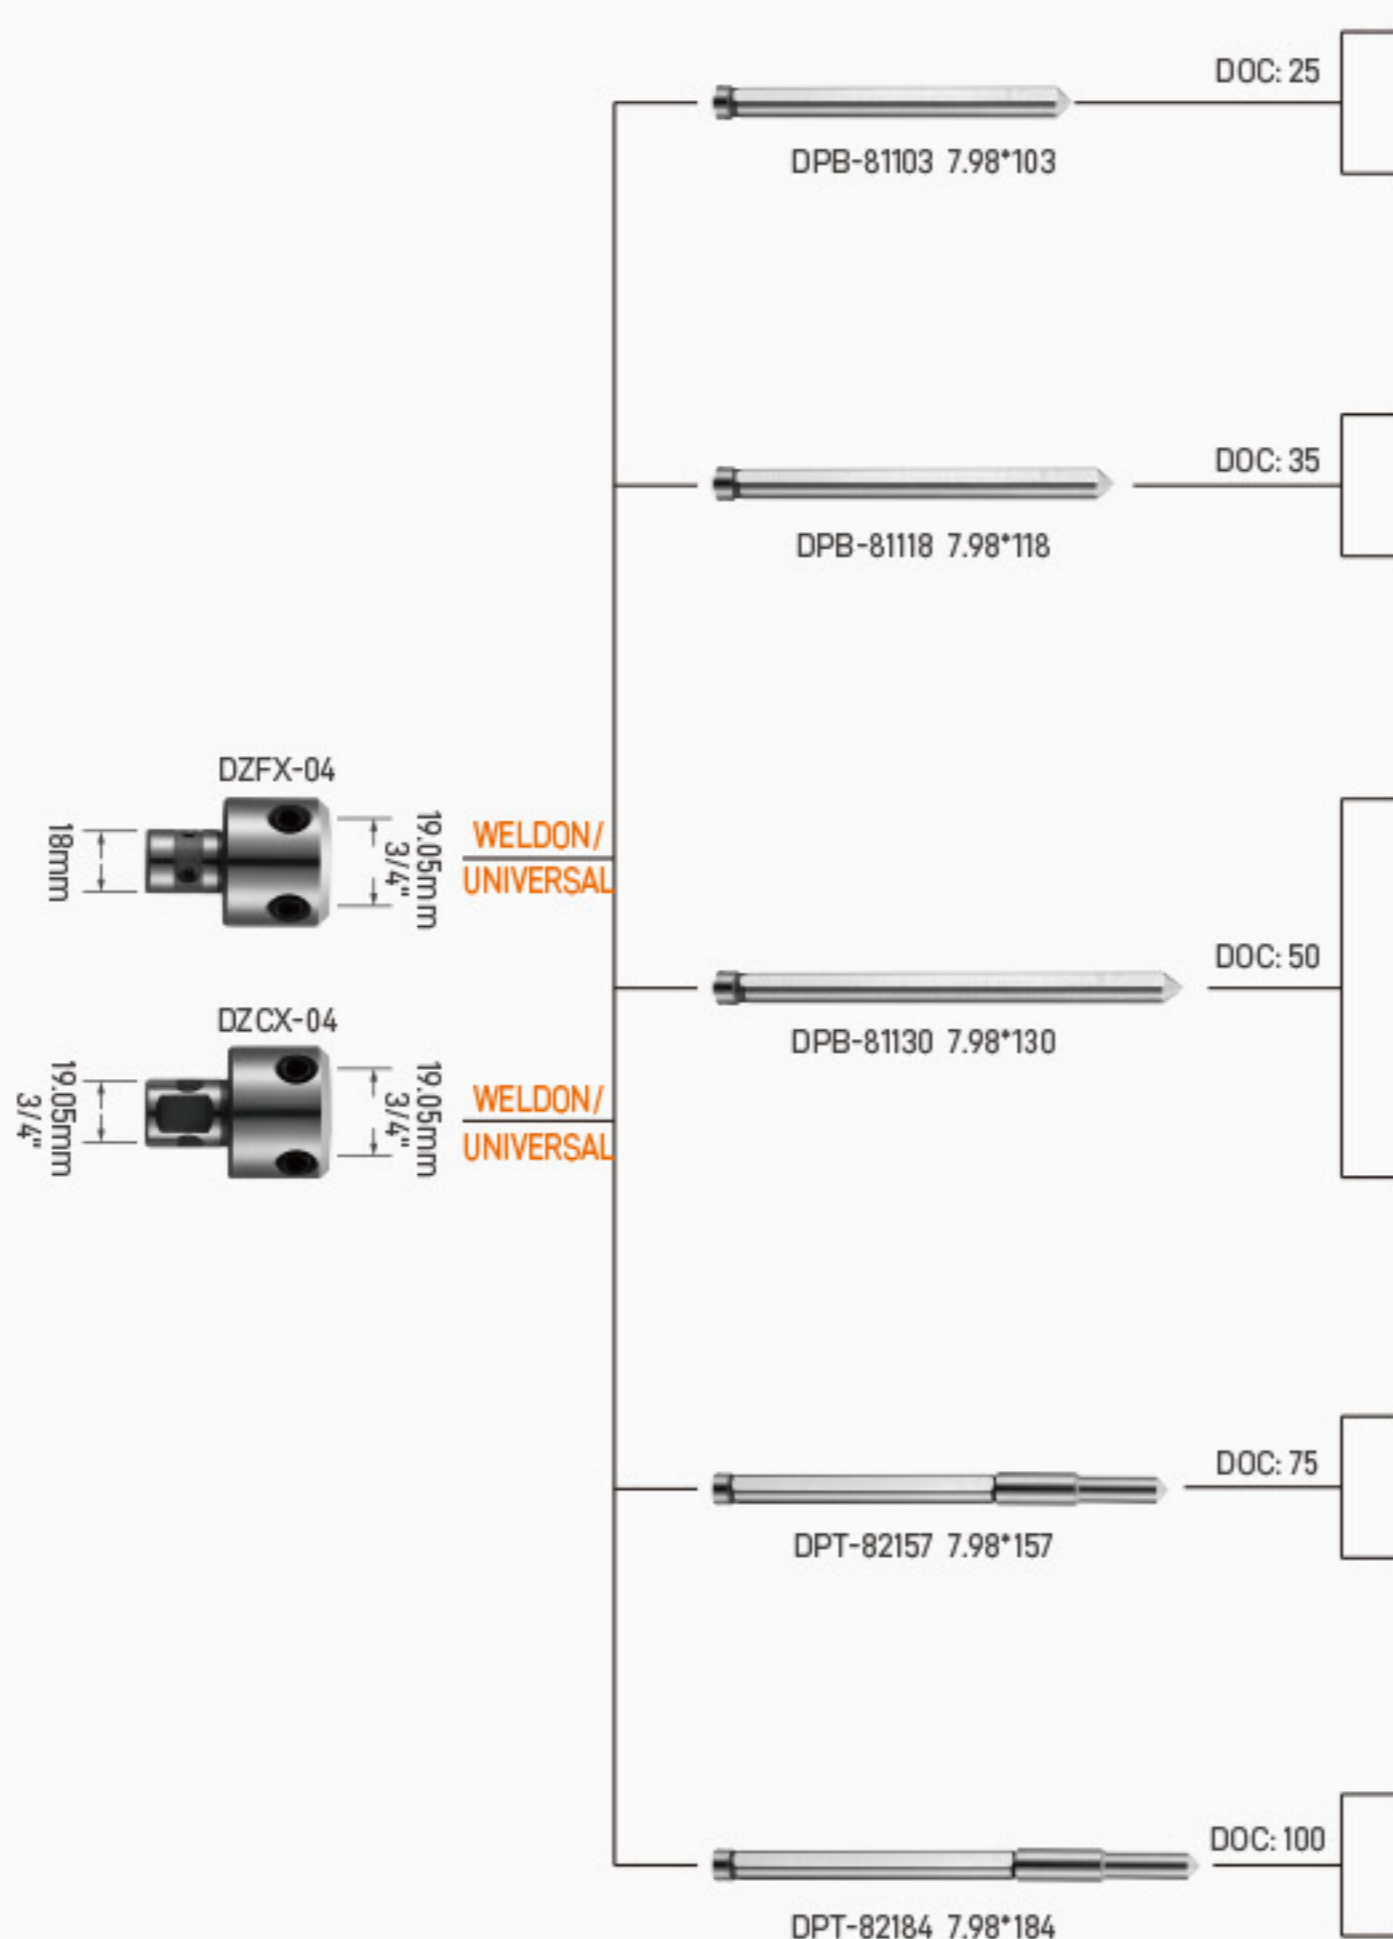 DOC: 25
DPB-81103 7.98*103
DOC: 35
DPB-81118 7.98*118
DZFX-04
18mm
19.05mm
3/4"
WELDON/
UNIVERSAL
DOC: 50
DPB-81130 7.98*130
DZCX-04
19.05mm
3/4"
19.05mm
3/4"
WELDON/
UNIVERSAL
DOC: 75
DPT-82157 7.98*157
DOC: 100
DPT-82184 7.98*184